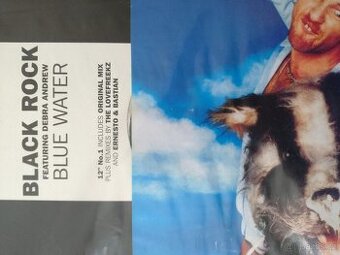 BLACK ROCK
FEATURING DEBRA ANDREW
BLUE WATER
12" No.1 INCLUDES ORIGINAL MIX
PLUS REMIXES BY THE LOVEFREEKZ
AND ERNESTO & BASTIAN